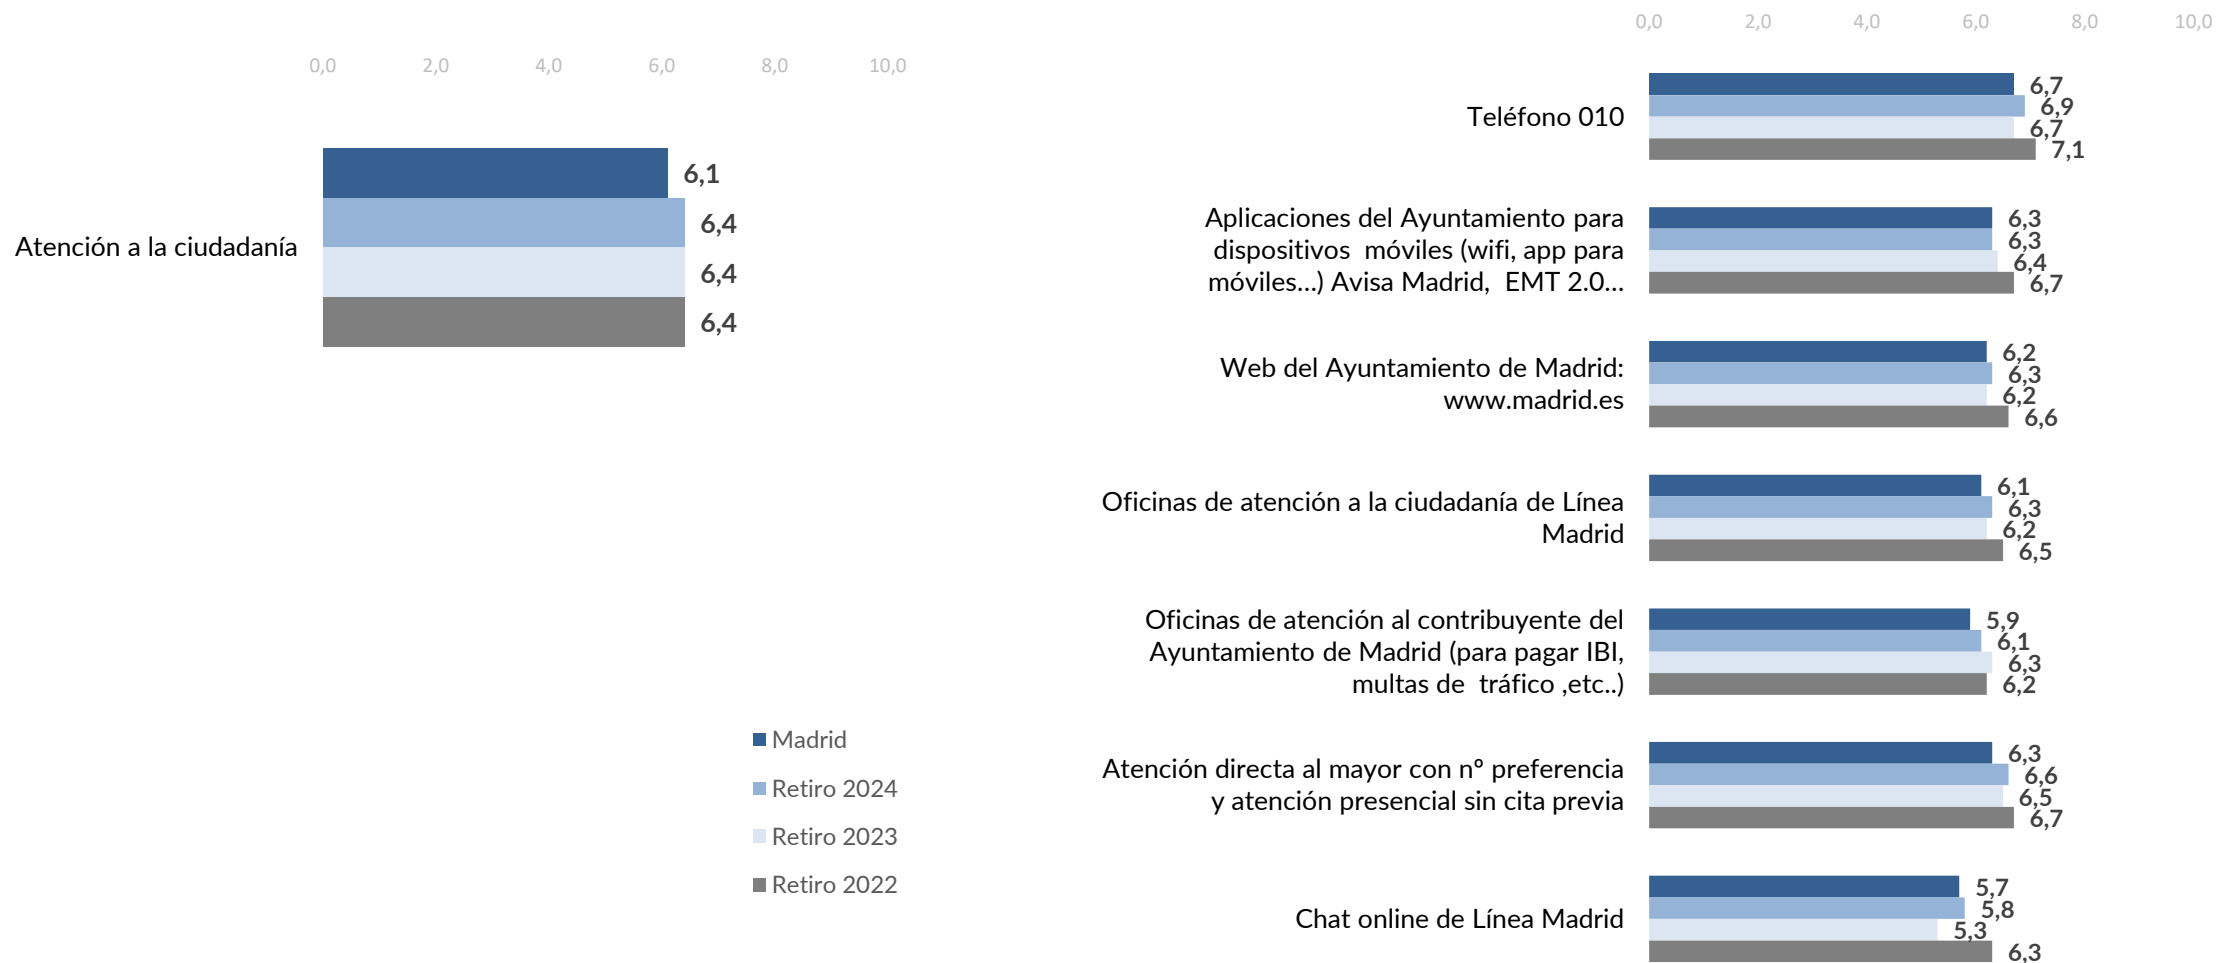 0,0 2,0 4,0 6,0 8,0 10,0
Atención a la ciudadanía
6,1
6,4
6,4
6,4
Madrid
Retiro 2024
Retiro 2023
Retiro 2022
0,0 2,0 4,0 6,0 8,0 10,0
Teléfono 010
6,7
6,9
6,7
7,1
Aplicaciones del Ayuntamiento para
dispositivos  móviles (wifi, app para
móviles...) Avisa Madrid,  EMT 2.0...
6,3
6,3
6,4
6,7
Web del Ayuntamiento de Madrid:
www.madrid.es
6,2
6,3
6,2
6,6
Oficinas de atención a la ciudadanía de Línea
Madrid
6,1
6,3
6,2
6,5
Oficinas de atención al contribuyente del
Ayuntamiento de Madrid (para pagar IBI,
multas de  tráfico ,etc..)
5,9
6,1
6,3
6,2
Atención directa al mayor con nº preferencia
y atención presencial sin cita previa
6,3
6,6
6,5
6,7
Chat online de Línea Madrid
5,7
5,8
5,3
6,3